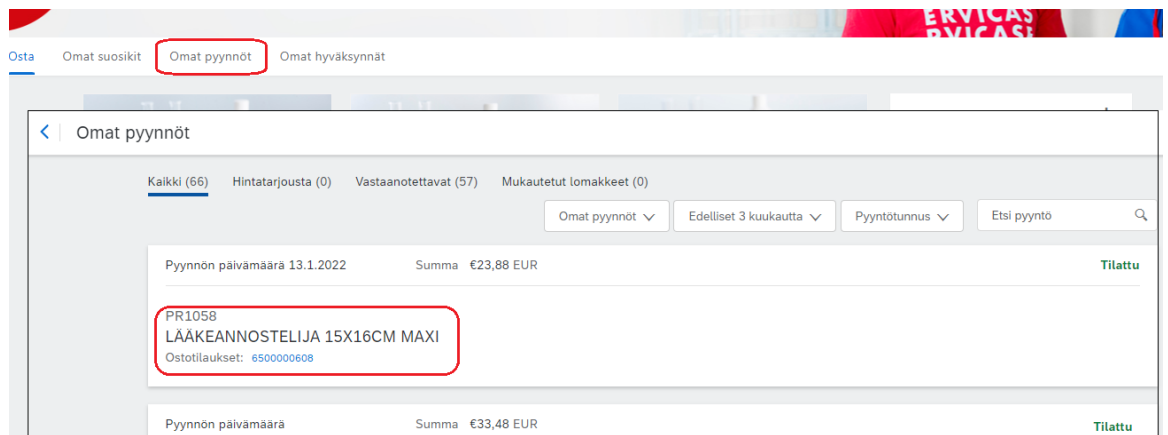 ERVICAS
RVICASE
Osta Omat suosikit Omat pyynnöt Omat hyväksynnät
Omat pyynnöt
Kaikki (66) Hintatarjousta (0) Vastaanotettavat (57) Mukautetut lomakkeet (0)
Omat pyynnöt Edelliset 3 kuukautta Pyyntötunnus Etsi pyyntö
Pyynnön päivämäärä 13.1.2022 Summa €23,88 EUR Tilattu
PR1058
LÄÄKEANNOSTELIJA 15X16CM MAXI
Ostotilaukset: 6500000608
Pyynnön päivämäärä Summa €33,48 EUR Tilattu